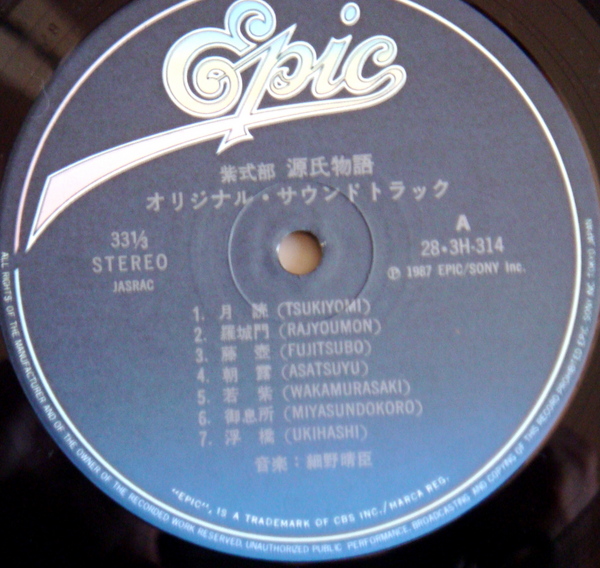 Epic
紫式部 源氏物語
オリジナル・サウンドトラック
33⅓
STEREO
JASRAC
A
28・3H-314
Ⓟ 1987 EPIC/SONY Inc.
1. 月 読 (TSUKIYOMI)
2. 羅城門 (RAJYOUMON)
3. 藤 壺 (FUJITSUBO)
4. 朝 露 (ASATSUYU)
5. 若 紫 (WAKAMURASAKI)
6. 御息所 (MIYASUNDOKORO)
7. 浮 橋 (UKIHASHI)
音楽：細野晴臣
"EPIC", IS A TRADEMARK OF CBS INC./MARCA REG.
ALL RIGHTS OF THE MANUFACTURER AND OF THE OWNER OF THE RECORDED WORK RESERVED. UNAUTHORIZED PUBLIC PERFORMANCE, BROADCASTING AND COPYING OF THIS RECORD PROHIBITED EPIC/SONY INC TOKYO JAPAN